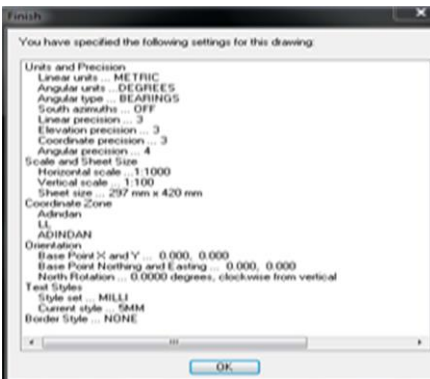 Finish
You have specified the following settings for this drawing:
Units and Precision
Linear units ... METRIC
Angular units ...DEGREES
Angular type ... BEARINGS
South azimuths ... OFF
Linear precision ... 3
Elevation precision ... 3
Coordinate precision ... 3
Angular precision ... 4
Scale and Sheet Size
Horizontal scale ...1:1000
Vertical scale ... 1:100
Sheet size ... 297 mm x 420 mm
Coordinate Zone
Adindan
LL
ADINDAN
Orientation
Base Point X and Y ... 0.000, 0.000
Base Point Northing and Easting ... 0.000, 0.000
North Rotation ... 0.0000 degrees, clockwise from vertical
Text Styles
Style set ... MILLI
Current style ... 5MM
Border Style ... NONE
OK